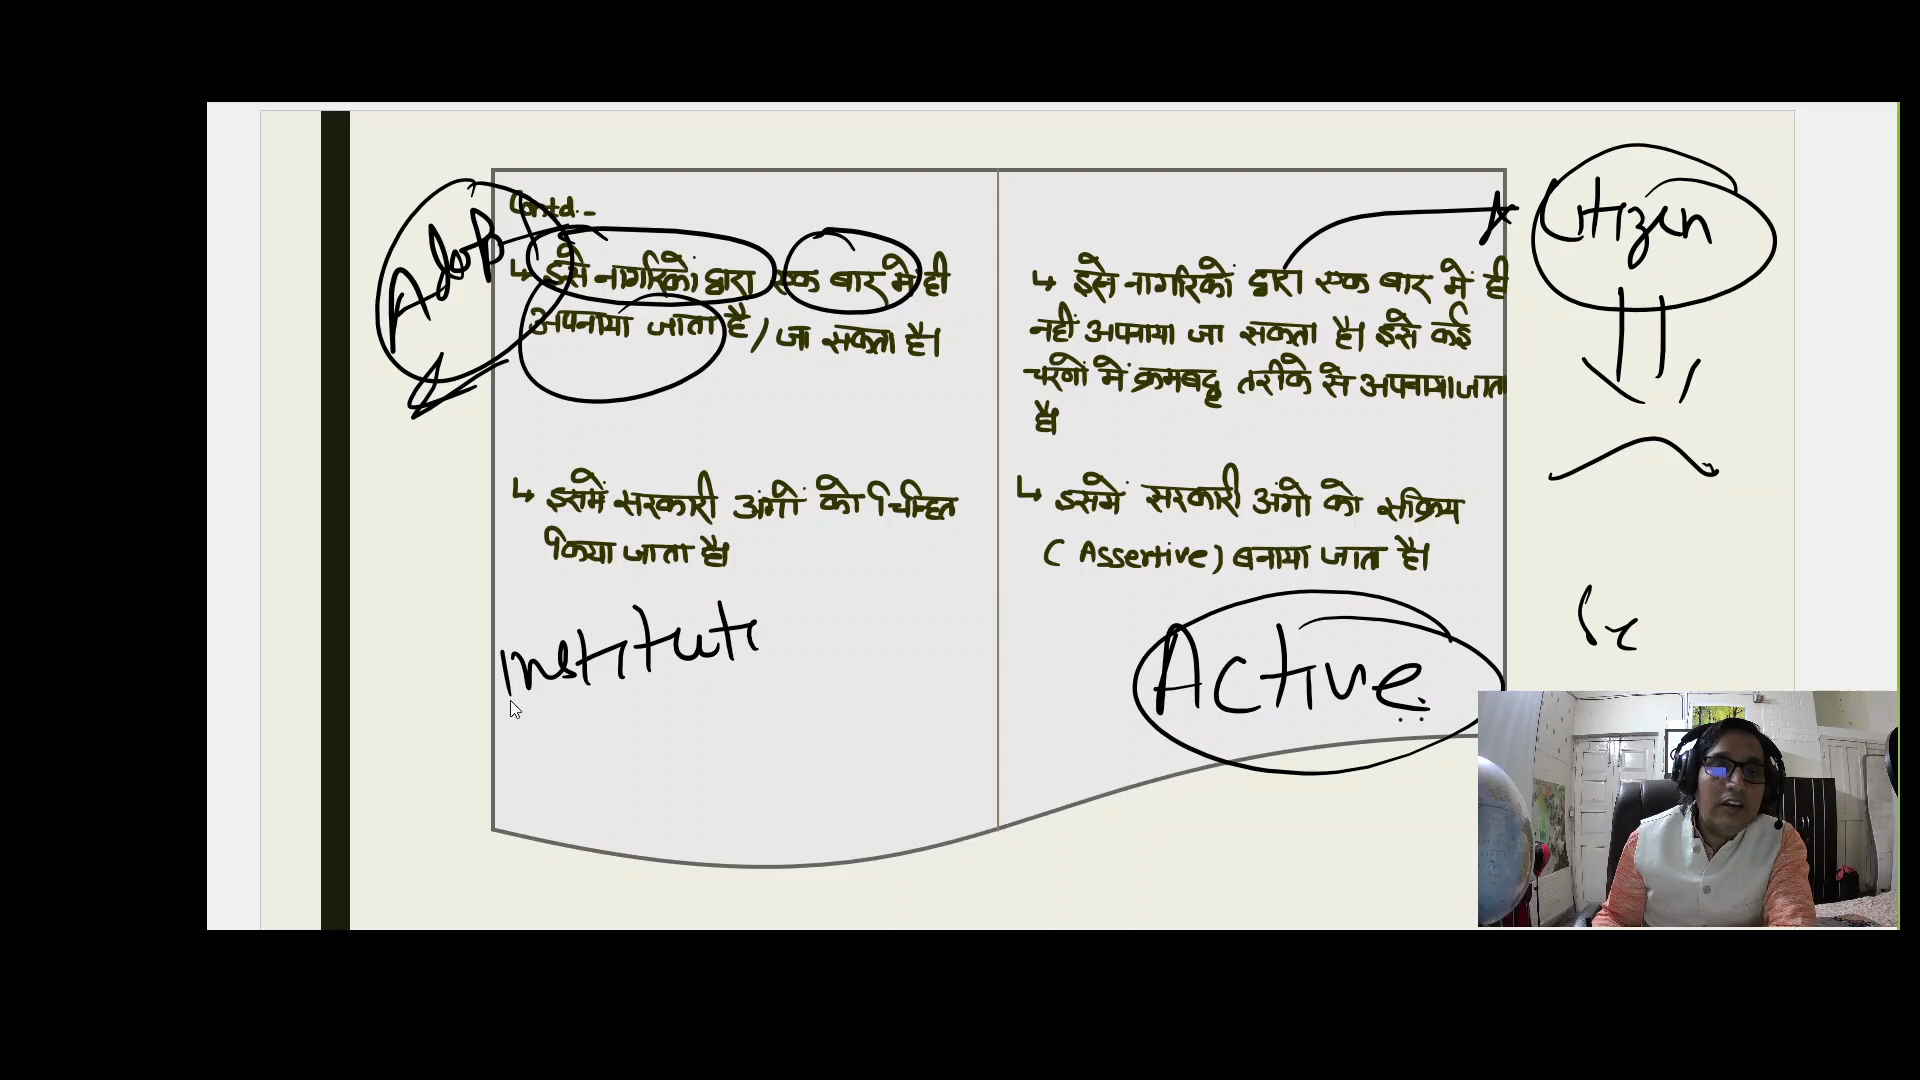 Contd. -
↳ इसे नागरिको द्वारा एक बार मे ही
अपनाया जाता है / जा सकता है।
↳ इसमें सरकारी अंगो को चिन्हित
किया जाता है।
↳ इसे नागरिको द्वारा एक बार में ही
नहीं अपनाया जा सकता है। इसे कई
चरणों में क्रमबद्ध तरीके से अपनाया जाता
है।
↳ इसमें सरकारी अंगो को सक्रिय
(Assertive) बनाया जाता है।
Citizen
institute
Active